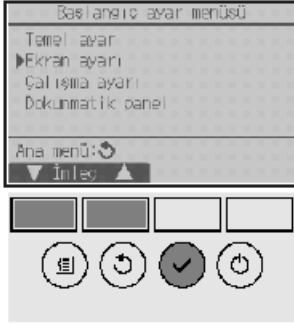 Başlangıç ayar menüsü
Temel ayar
▶Ekran ayarı
Çalışma ayarı
Dokunmatik panel
Ana menü:
▼ İmleç ▲